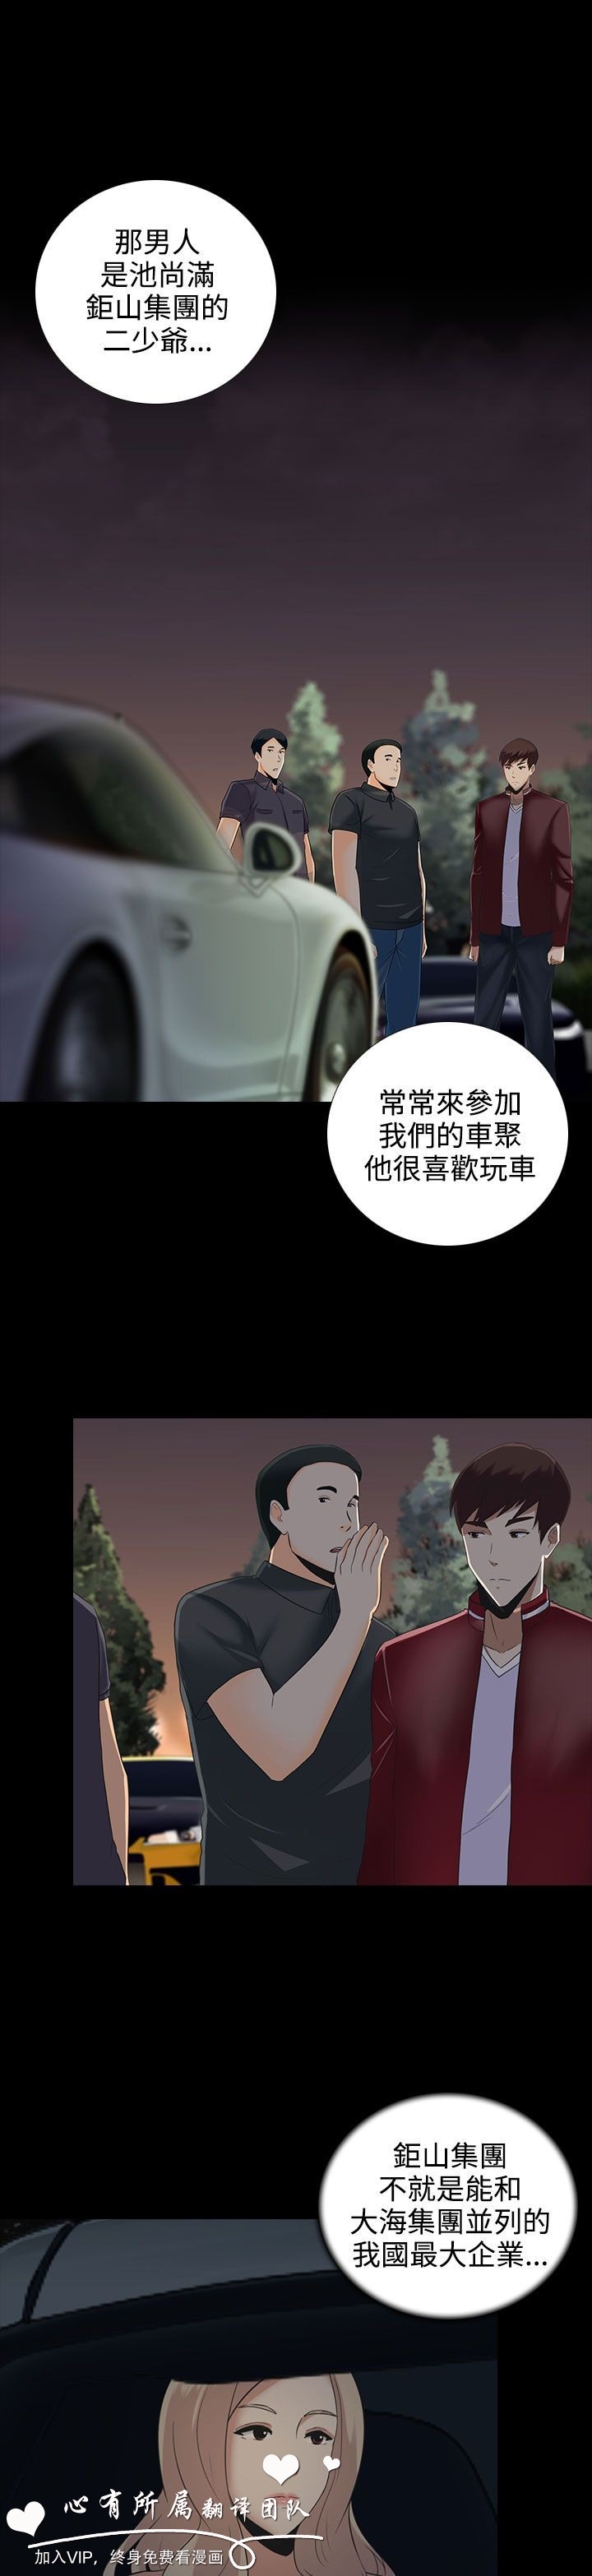 那男人
是池尚滿
鉅山集團的
二少爺...
常常來參加
我們的車聚
他很喜歡玩車
鉅山集團
不就是能和
大海集團並列的
我國最大企業...
心有所属翻译团队
加入VIP，终身免费看漫画